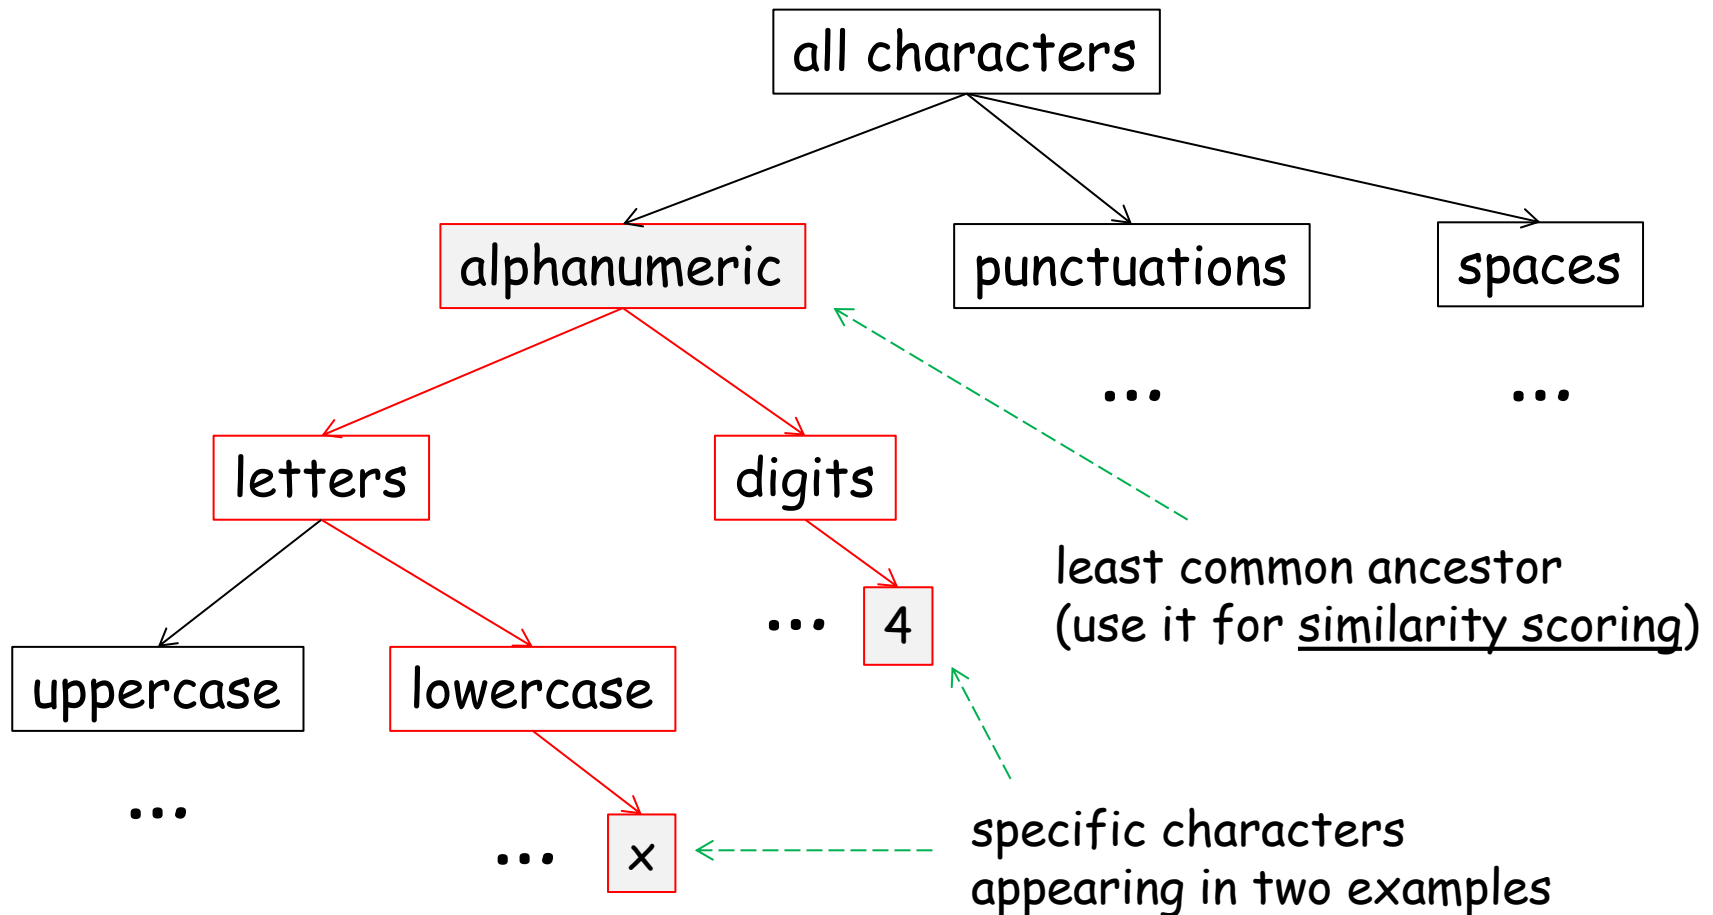 all characters
alphanumeric
punctuations
spaces
...
...
letters
digits
least common ancestor
(use it for similarity scoring)
...
4
uppercase
lowercase
...
...
x
specific characters
appearing in two examples